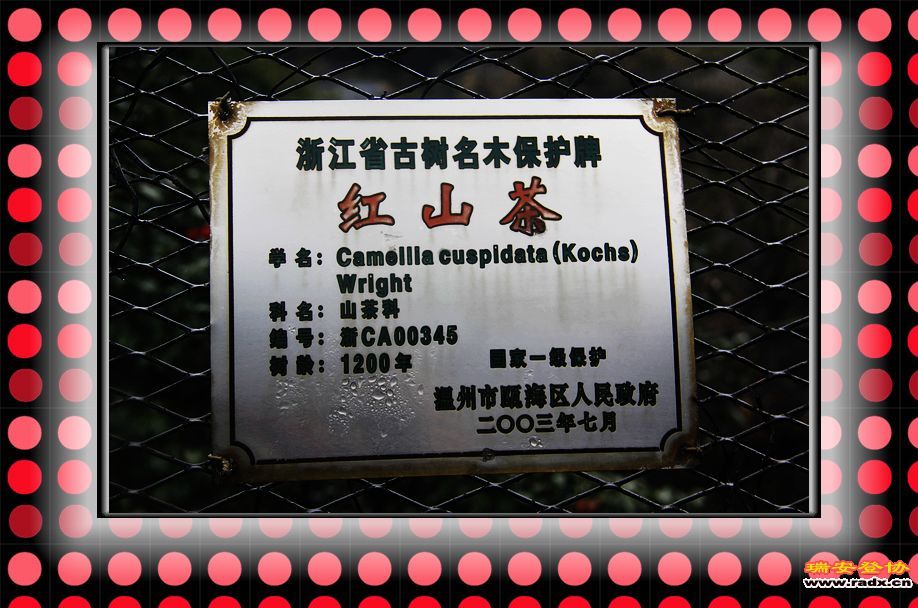 浙江省古树名木保护牌
红山茶
学名：Camellia cuspidata (Kochs)
Wright
科名：山茶科
编号：浙CA00345
树龄：1200年
国家一级保护
温州市瓯海区人民政府
二〇〇三年七月
瑞安登协
www.radx.cn